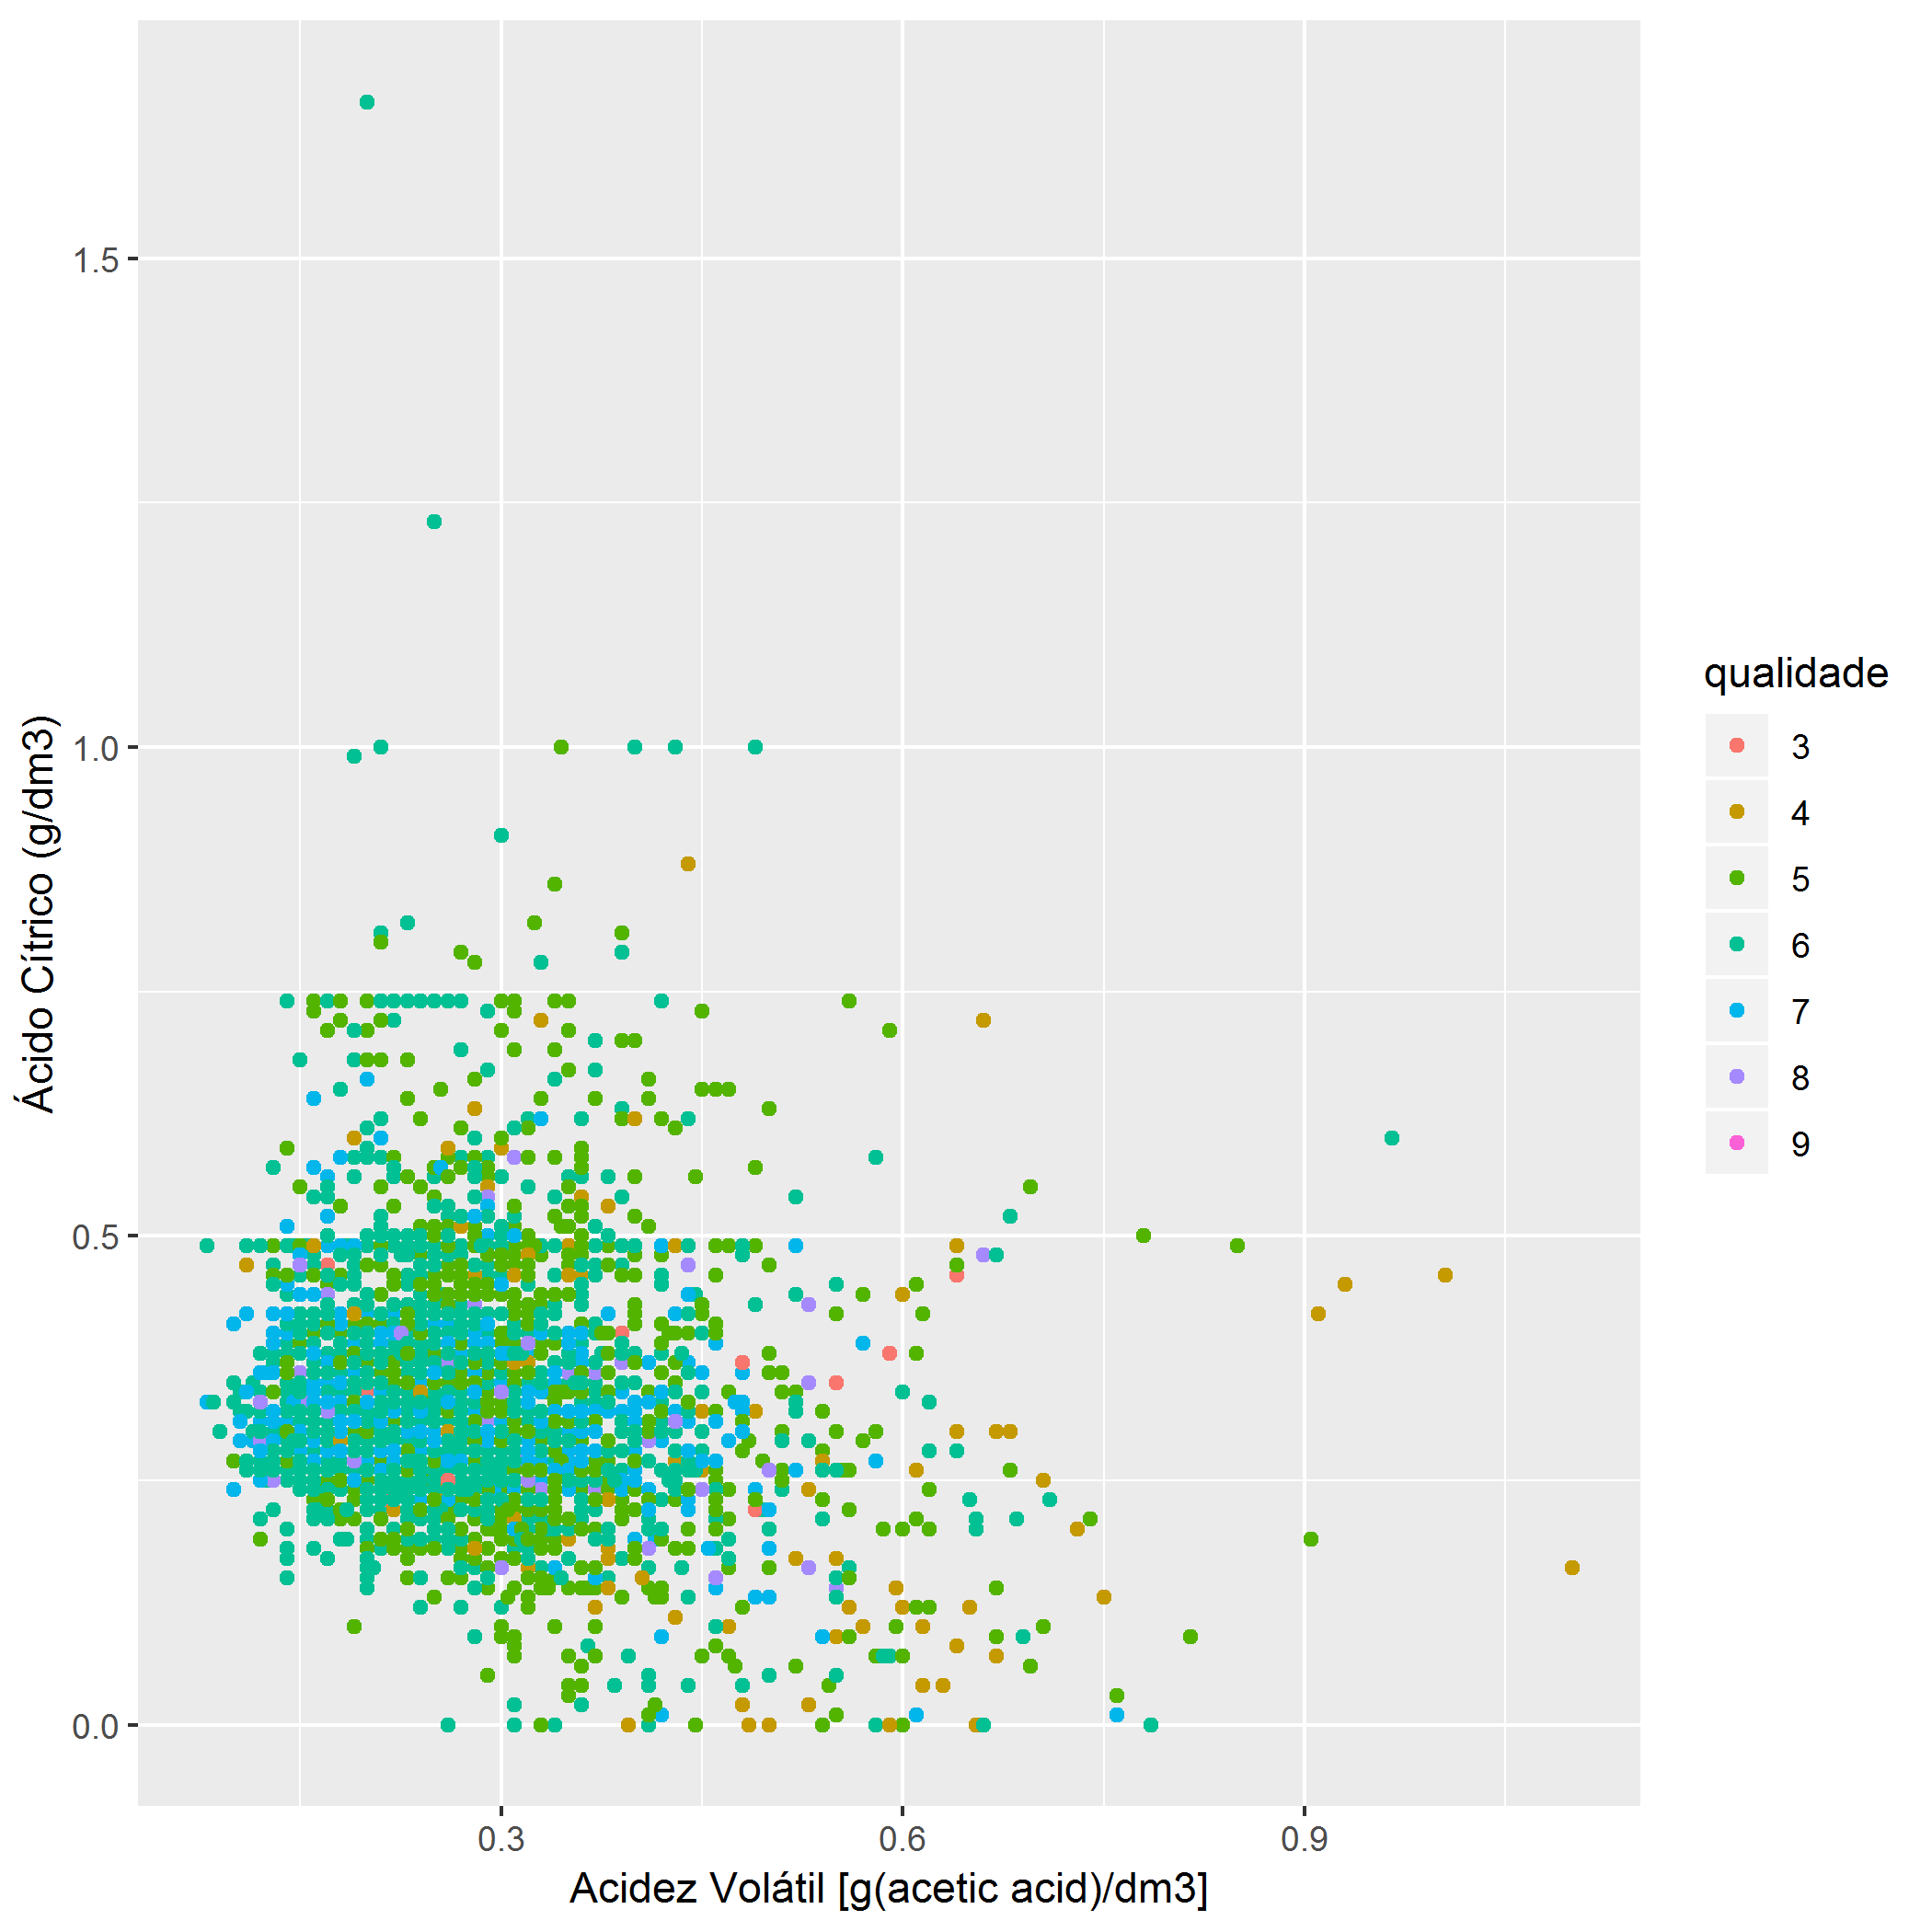 1.5
1.0
0.5
0.0
Ácido Cítrico (g/dm3)
0.3 0.6 0.9
Acidez Volátil [g(acetic acid)/dm3]
qualidade
3
4
5
6
7
8
9